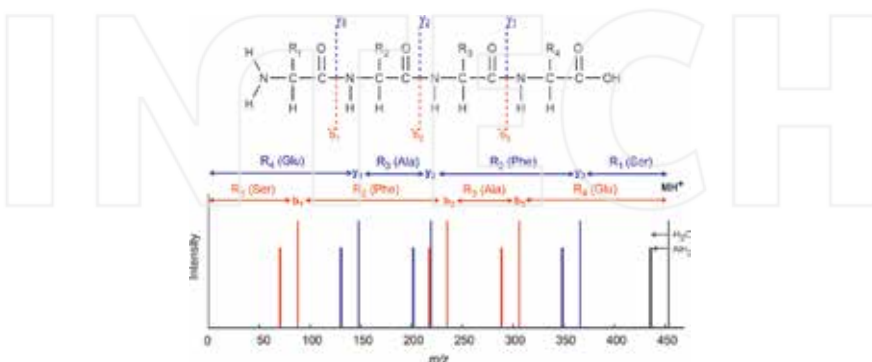 INTECH
y₃ y₂ y₁
H R₁ O R₂ O R₃ O R₄ O
N C C N C C N C C N C C OH
H H H H H H H H
b₁ b₂ b₃
R₄ (Glu) y₁ R₃ (Ala) y₂ R₂ (Phe) y₃ R₁ (Ser) MH⁺
R₁ (Ser) b₁ R₂ (Phe) b₂ R₃ (Ala) b₃ R₄ (Glu)
H₂O
NH₃
Intensity
0 50 100 150 200 250 300 350 400 450
m/z